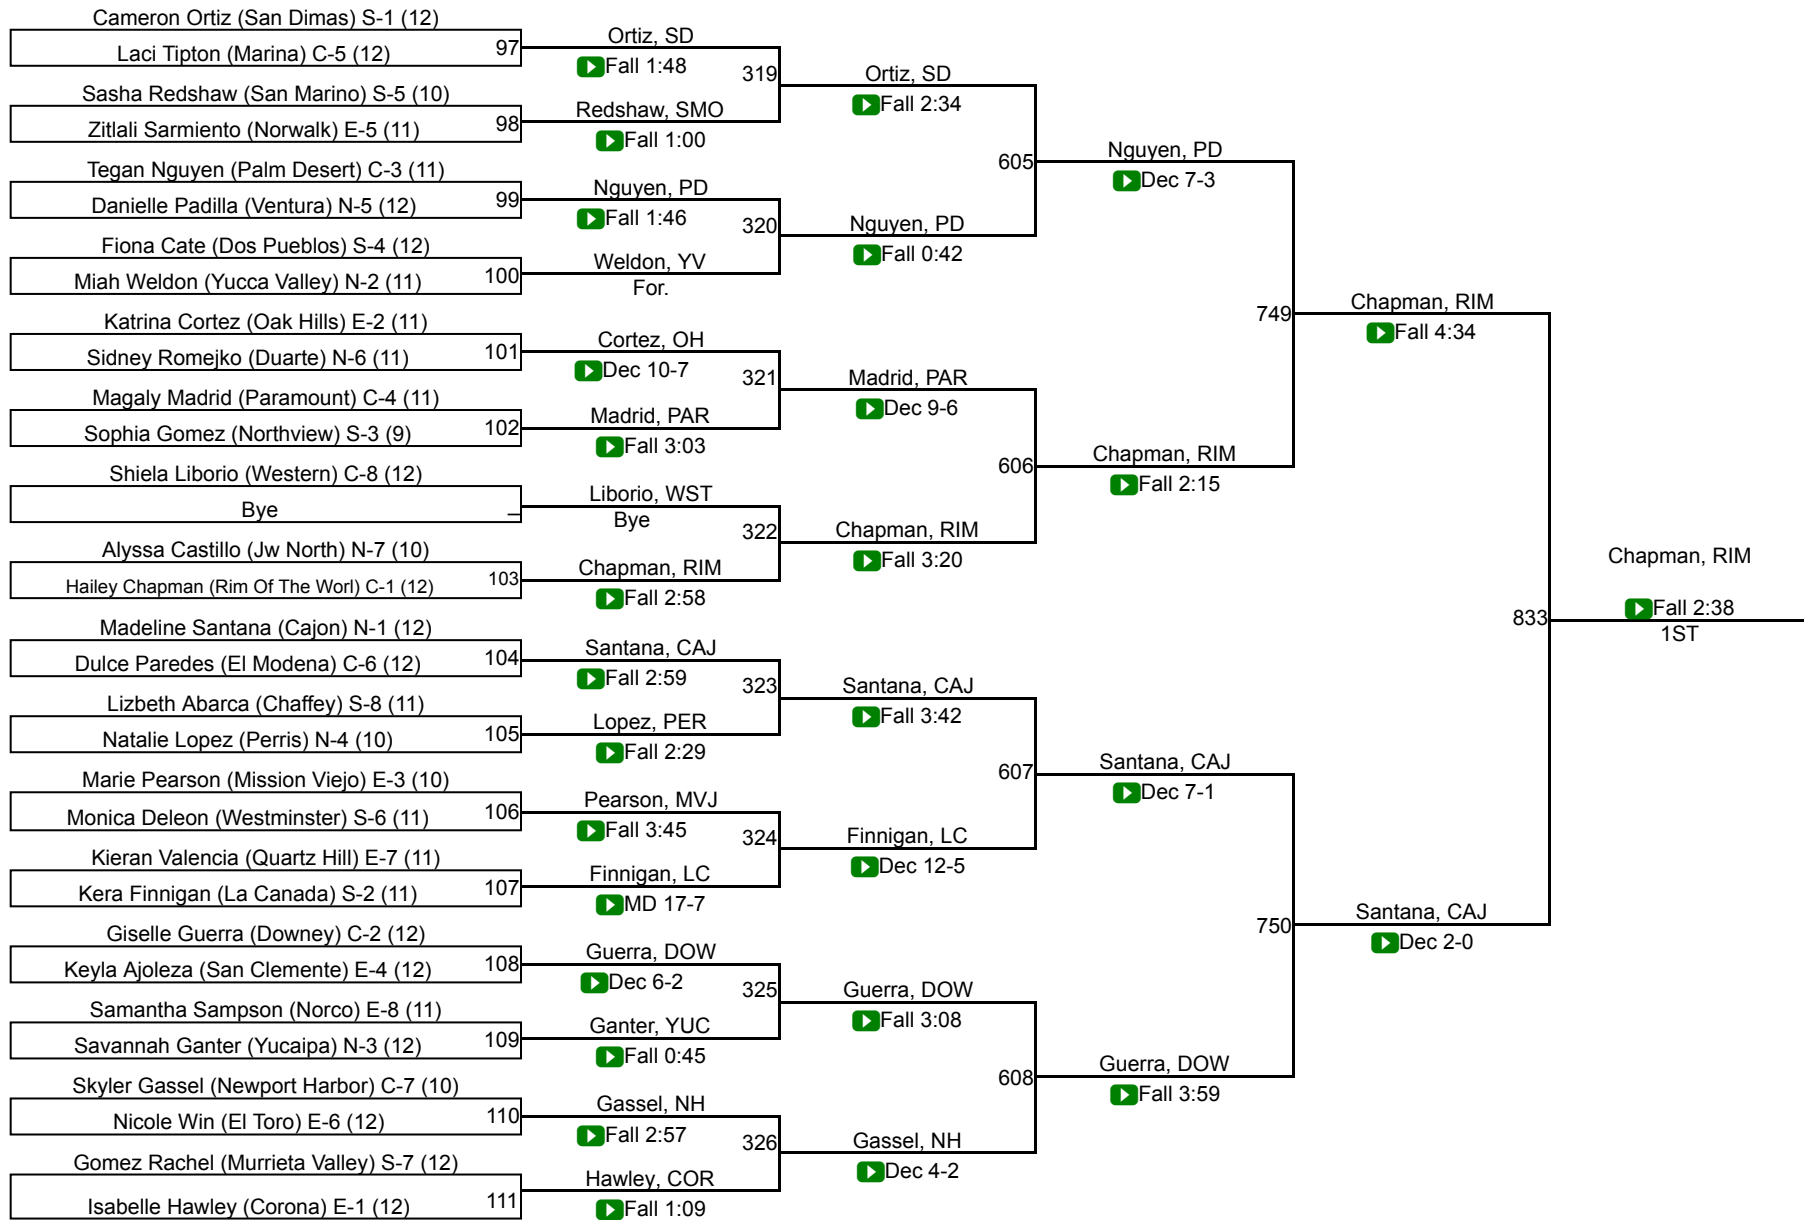 Cameron Ortiz (San Dimas) S-1 (12)
Laci Tipton (Marina) C-5 (12)
97
Sasha Redshaw (San Marino) S-5 (10)
Zitlali Sarmiento (Norwalk) E-5 (11)
98
Tegan Nguyen (Palm Desert) C-3 (11)
Danielle Padilla (Ventura) N-5 (12)
99
Fiona Cate (Dos Pueblos) S-4 (12)
Miah Weldon (Yucca Valley) N-2 (11)
100
Katrina Cortez (Oak Hills) E-2 (11)
Sidney Romejko (Duarte) N-6 (11)
101
Magaly Madrid (Paramount) C-4 (11)
Sophia Gomez (Northview) S-3 (9)
102
Shiela Liborio (Western) C-8 (12)
Bye
_
Alyssa Castillo (Jw North) N-7 (10)
Hailey Chapman (Rim Of The Worl) C-1 (12)
103
Madeline Santana (Cajon) N-1 (12)
Dulce Paredes (El Modena) C-6 (12)
104
Lizbeth Abarca (Chaffey) S-8 (11)
Natalie Lopez (Perris) N-4 (10)
105
Marie Pearson (Mission Viejo) E-3 (10)
Monica Deleon (Westminster) S-6 (11)
106
Kieran Valencia (Quartz Hill) E-7 (11)
Kera Finnigan (La Canada) S-2 (11)
107
Giselle Guerra (Downey) C-2 (12)
Keyla Ajoleza (San Clemente) E-4 (12)
108
Samantha Sampson (Norco) E-8 (11)
Savannah Ganter (Yucaipa) N-3 (12)
109
Skyler Gassel (Newport Harbor) C-7 (10)
Nicole Win (El Toro) E-6 (12)
110
Gomez Rachel (Murrieta Valley) S-7 (12)
Isabelle Hawley (Corona) E-1 (12)
111
Ortiz, SD
Fall 1:48
319
Redshaw, SMO
Fall 1:00
Nguyen, PD
Fall 1:46
320
Weldon, YV
For.
Cortez, OH
Dec 10-7
321
Madrid, PAR
Fall 3:03
Liborio, WST
Bye
322
Chapman, RIM
Fall 2:58
Santana, CAJ
Fall 2:59
323
Lopez, PER
Fall 2:29
Pearson, MVJ
Fall 3:45
324
Finnigan, LC
MD 17-7
Guerra, DOW
Dec 6-2
325
Ganter, YUC
Fall 0:45
Gassel, NH
Fall 2:57
326
Hawley, COR
Fall 1:09
Ortiz, SD
Fall 2:34
605
Nguyen, PD
Fall 0:42
Madrid, PAR
Dec 9-6
606
Chapman, RIM
Fall 3:20
Santana, CAJ
Fall 3:42
607
Finnigan, LC
Dec 12-5
Guerra, DOW
Fall 3:08
608
Gassel, NH
Dec 4-2
Nguyen, PD
Dec 7-3
749
Chapman, RIM
Fall 2:15
Santana, CAJ
Dec 7-1
750
Guerra, DOW
Fall 3:59
Chapman, RIM
Fall 4:34
833
Santana, CAJ
Dec 2-0
Chapman, RIM
Fall 2:38
1ST